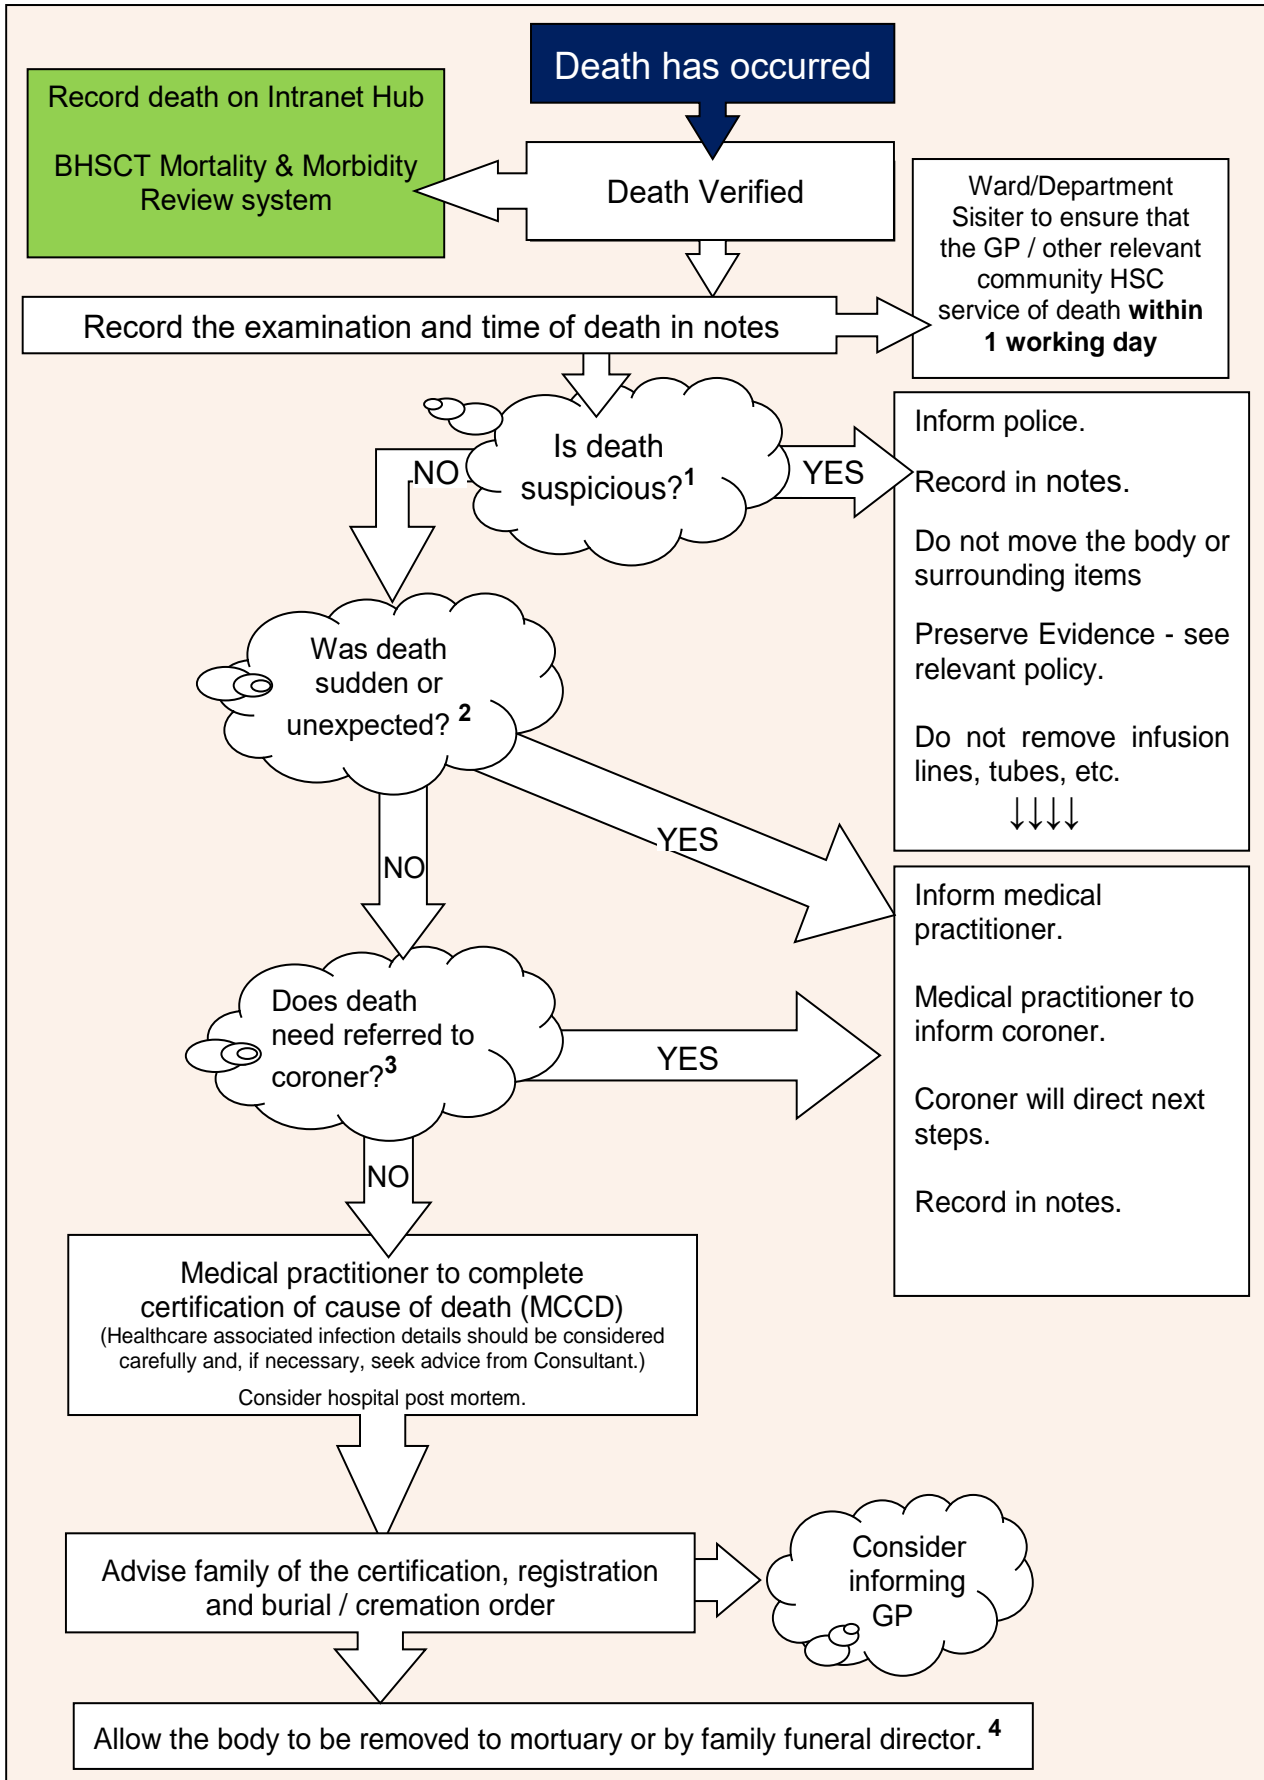 Death has occurred
Record death on Intranet Hub
BHSCT Mortality & Morbidity
Review system
Death Verified
Ward/Department
Sisiter to ensure that
the GP / other relevant
community HSC
service of death within
1 working day
Record the examination and time of death in notes
Is death
suspicious?1
NO
YES
Inform police.
Record in notes.
Do not move the body or
surrounding items
Preserve Evidence - see
relevant policy.
Do not remove infusion
lines, tubes, etc.
↓↓↓↓
Was death
sudden or
unexpected? 2
YES
NO
Inform medical
practitioner.
Medical practitioner to
inform coroner.
Coroner will direct next
steps.
Record in notes.
Does death
need referred to
coroner?3
YES
NO
Medical practitioner to complete
certification of cause of death (MCCD)
(Healthcare associated infection details should be considered
carefully and, if necessary, seek advice from Consultant.)
Consider hospital post mortem.
Advise family of the certification, registration
and burial / cremation order
Consider
informing
GP
Allow the body to be removed to mortuary or by family funeral director. 4